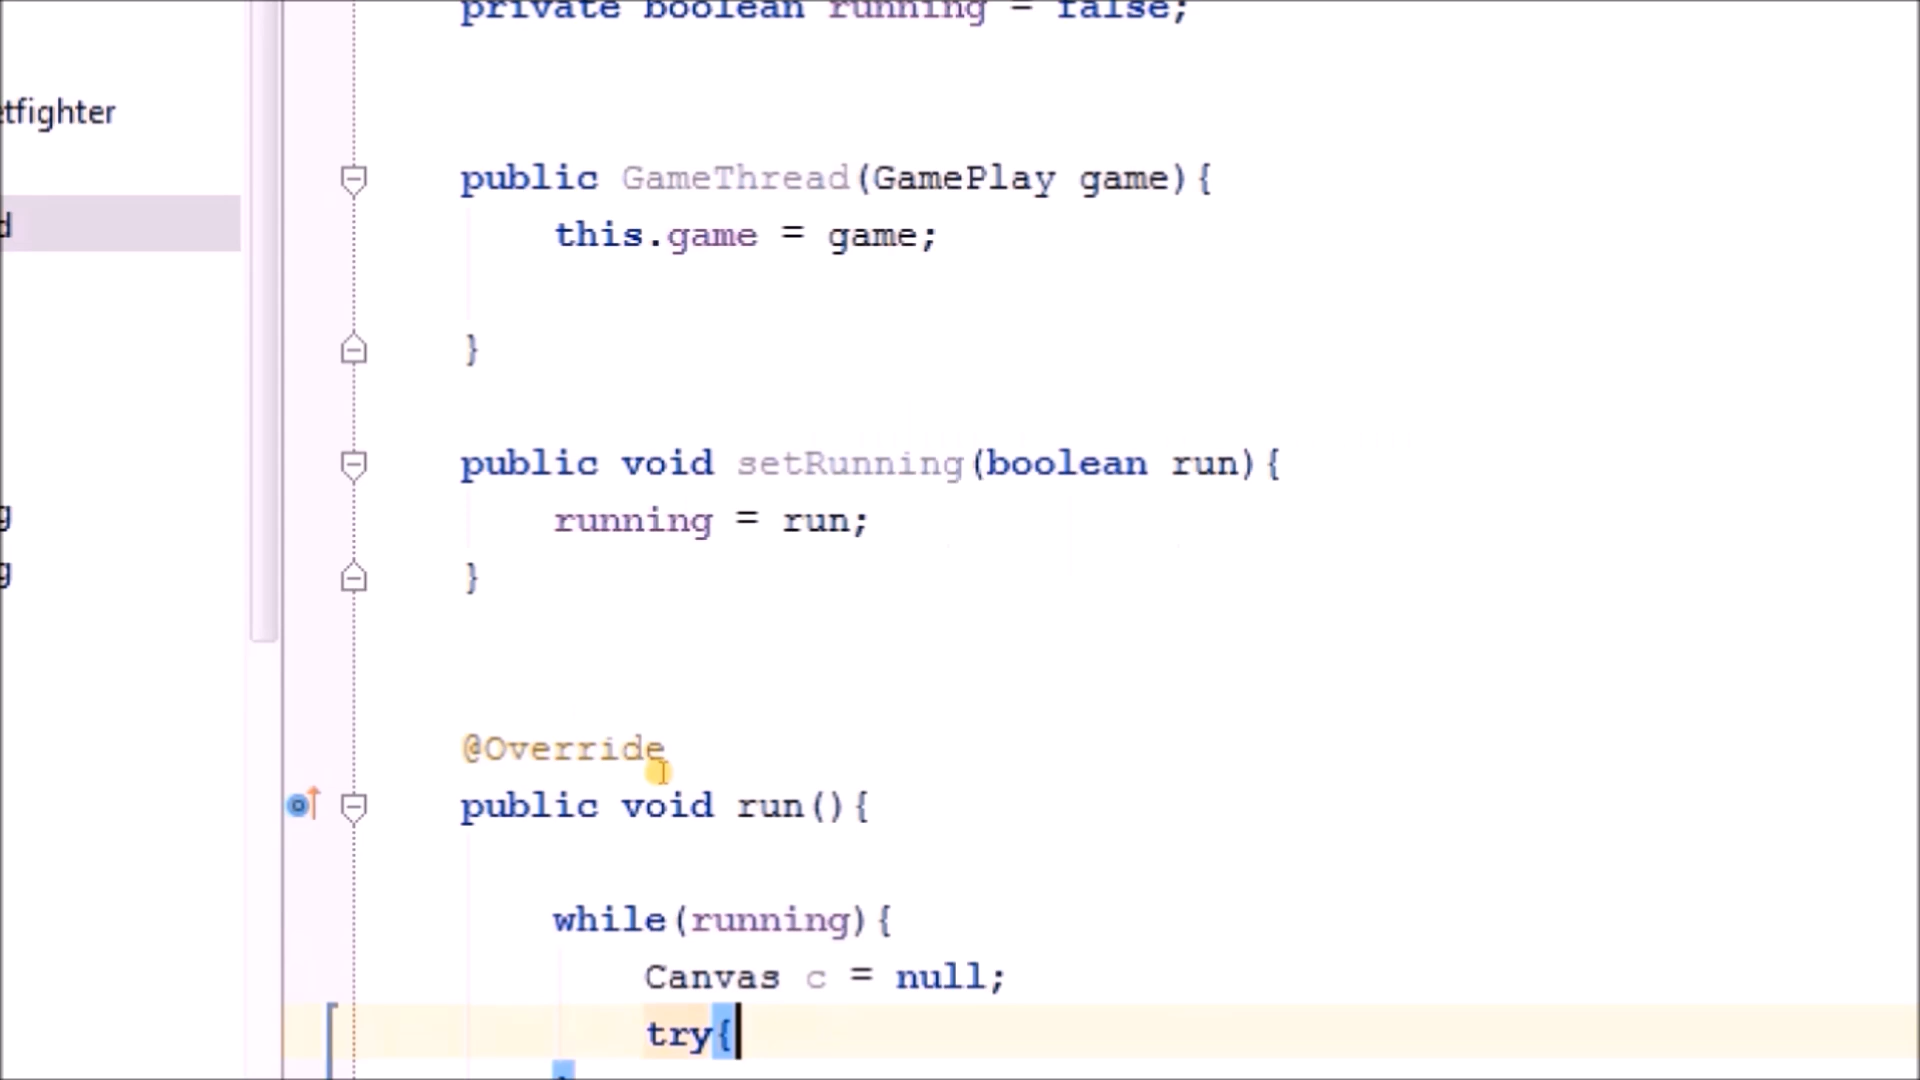 private boolean running = false;
etfighter
public GameThread(GamePlay game){
d
this.game = game;
}
public void setRunning(boolean run){
g
running = run;
g
}
@Override
public void run(){
while(running){
Canvas c = null;
try{